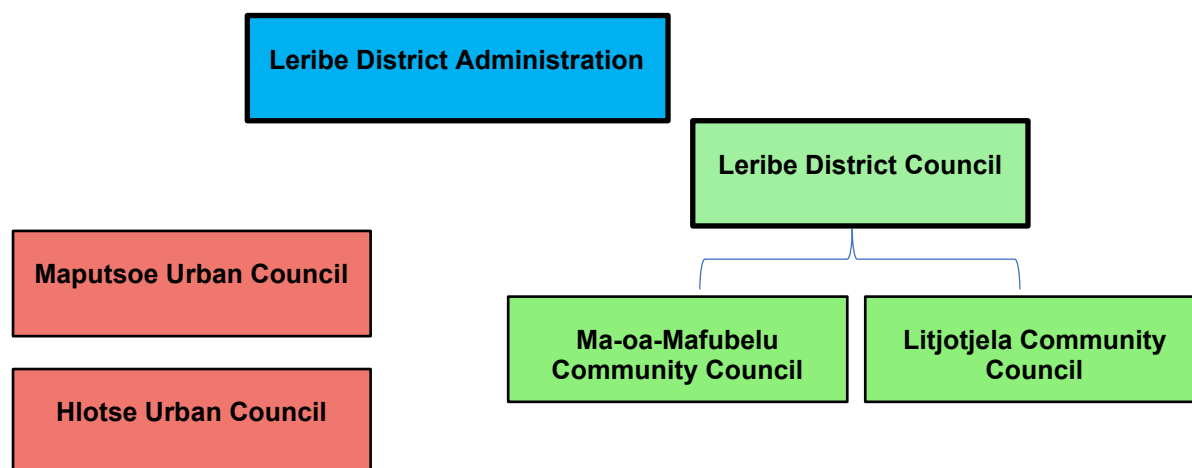 Leribe District Administration
Leribe District Council
Maputsoe Urban Council
Ma-oa-Mafubelu
Community Council
Litjotjela Community
Council
Hlotse Urban Council